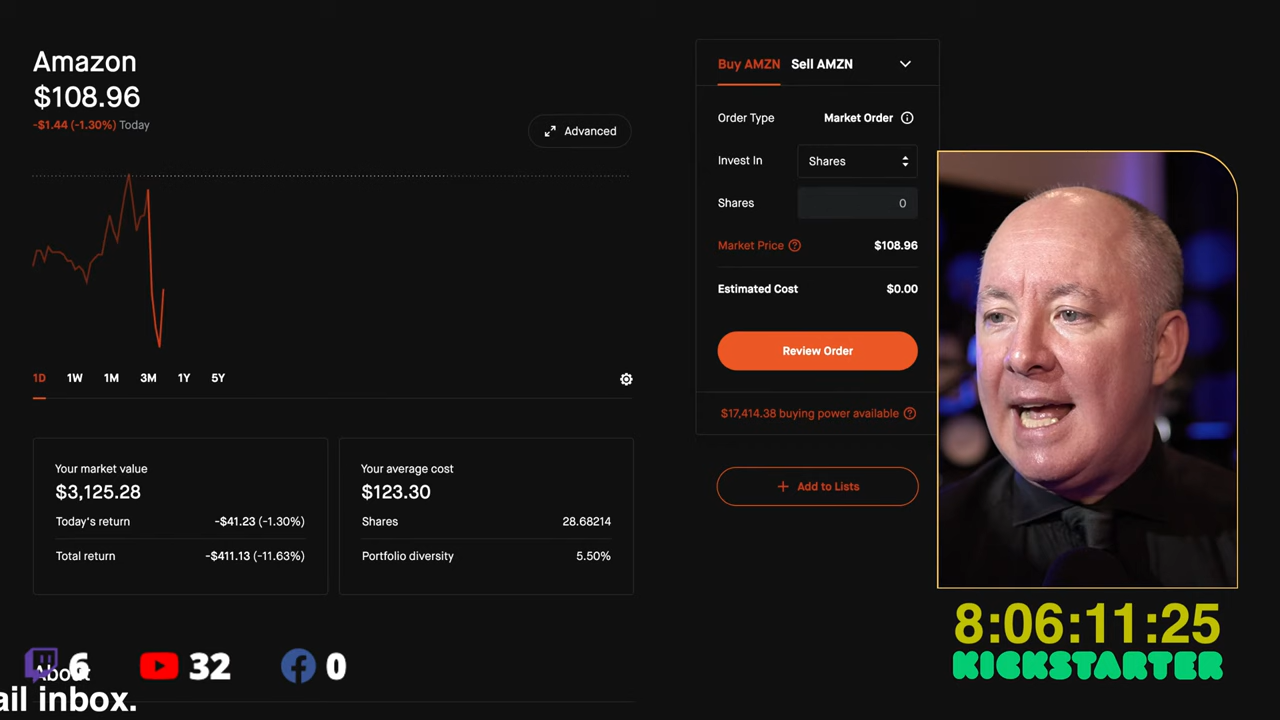 Amazon
$108.96
-$1.44 (-1.30%) Today
Advanced
1D 1W 1M 3M 1Y 5Y
Your market value
$3,125.28
Today's return -$41.23 (-1.30%)
Total return -$411.13 (-11.63%)
Your average cost
$123.30
Shares 28.68214
Portfolio diversity 5.50%
Buy AMZN Sell AMZN
Order Type Market Order
Invest In Shares
Shares 0
Market Price $108.96
Estimated Cost $0.00
Review Order
$17,414.38 buying power available
Add to Lists
8:06:11:25
KICKSTARTER
About
6 32 0
ail inbox.